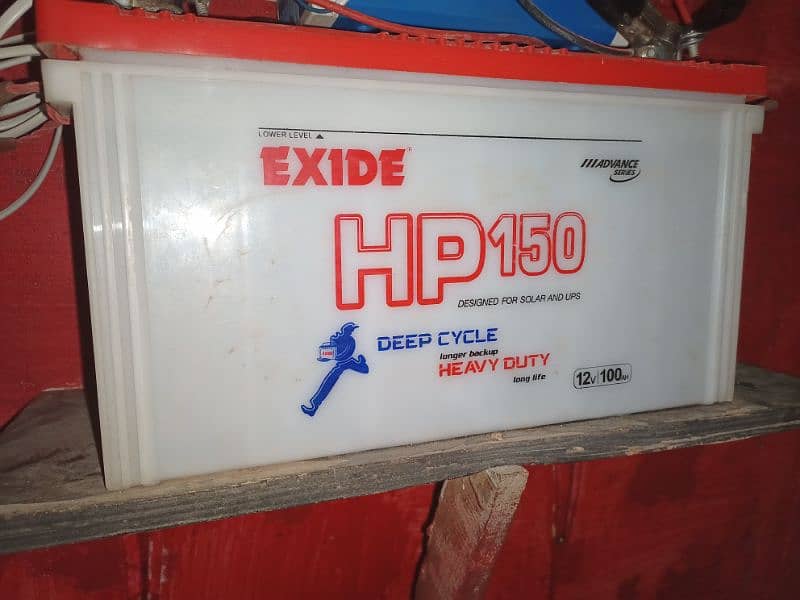 LOWER LEVEL ▲
EXIDE®
///ADVANCE
SERIES
HP150
DESIGNED FOR SOLAR AND UPS
DEEP CYCLE
lunger backup
HEAVY DUTY
long life
12V 100AH